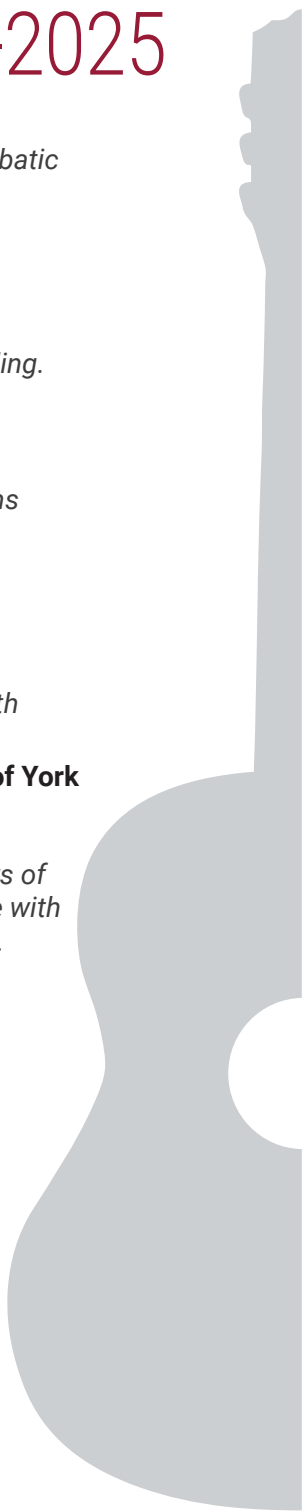 -2025
batic
ing.
ns
th
of York
s of
e with
.